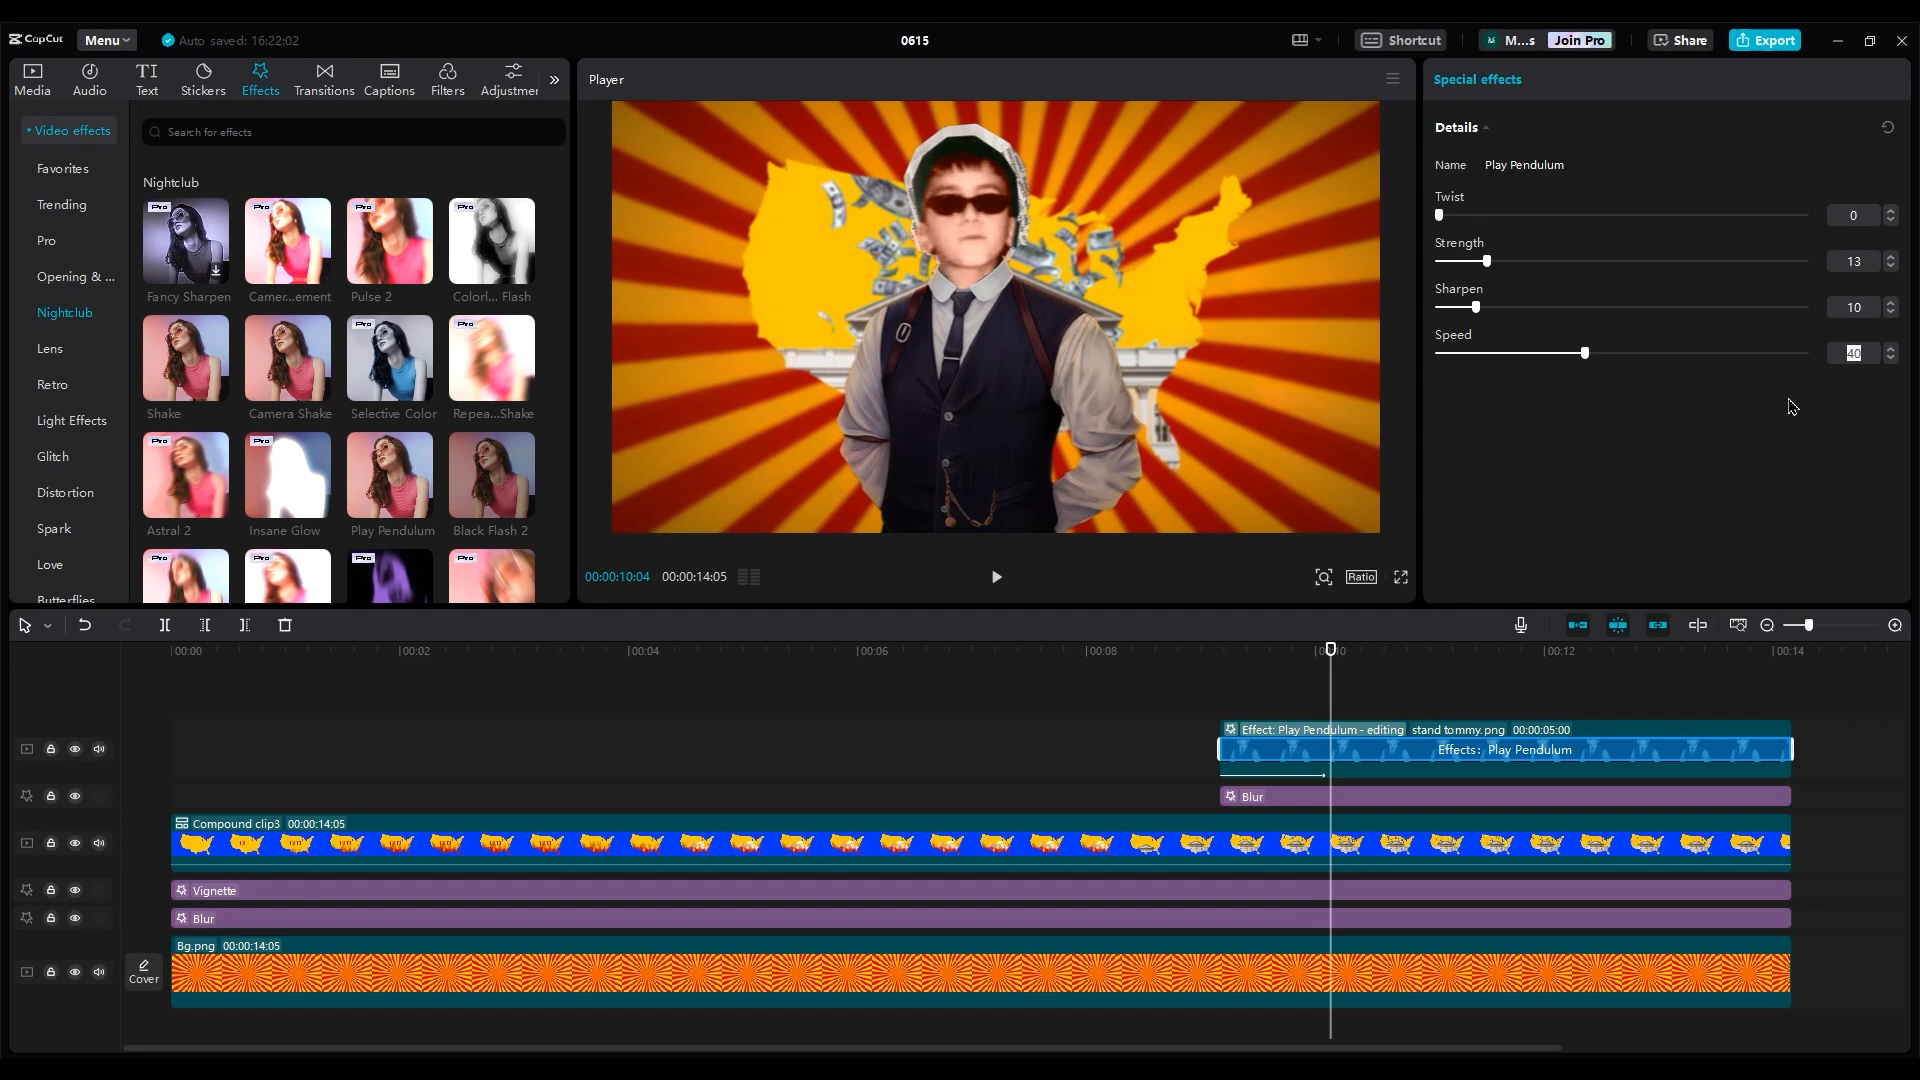 CapCut
Menu
Auto saved: 16:22:02
0615
Shortcut
M...s
Join Pro
Share
Export
Media
Audio
TI
Text
Stickers
Effects
Transitions
Captions
Filters
Adjustmen
Player
Special effects
Video effects
Search for effects
Favorites
Trending
Pro
Opening & ...
Nightclub
Lens
Retro
Light Effects
Glitch
Distortion
Spark
Love
Butterflies
Nightclub
Pro
Pro
Pro
Pro
Fancy Sharpen
Camer...ement
Pulse 2
Colorl... Flash
Pro
Pro
Shake
Camera Shake
Selective Color
Repea...Shake
Pro
Pro
Astral 2
Insane Glow
Play Pendulum
Black Flash 2
Pro
Pro
Pro
Pro
00:00:10:04
00:00:14:05
Ratio
Details
Name Play Pendulum
Twist
0
Strength
13
Sharpen
10
Speed
40
00:00
00:02
00:04
00:06
00:08
00:10
00:12
00:14
Effect: Play Pendulum - editing stand tommy.png 00:00:05:00
Effects: Play Pendulum
Blur
Compound clip3 00:00:14:05
Vignette
Blur
Bg.png 00:00:14:05
Cover